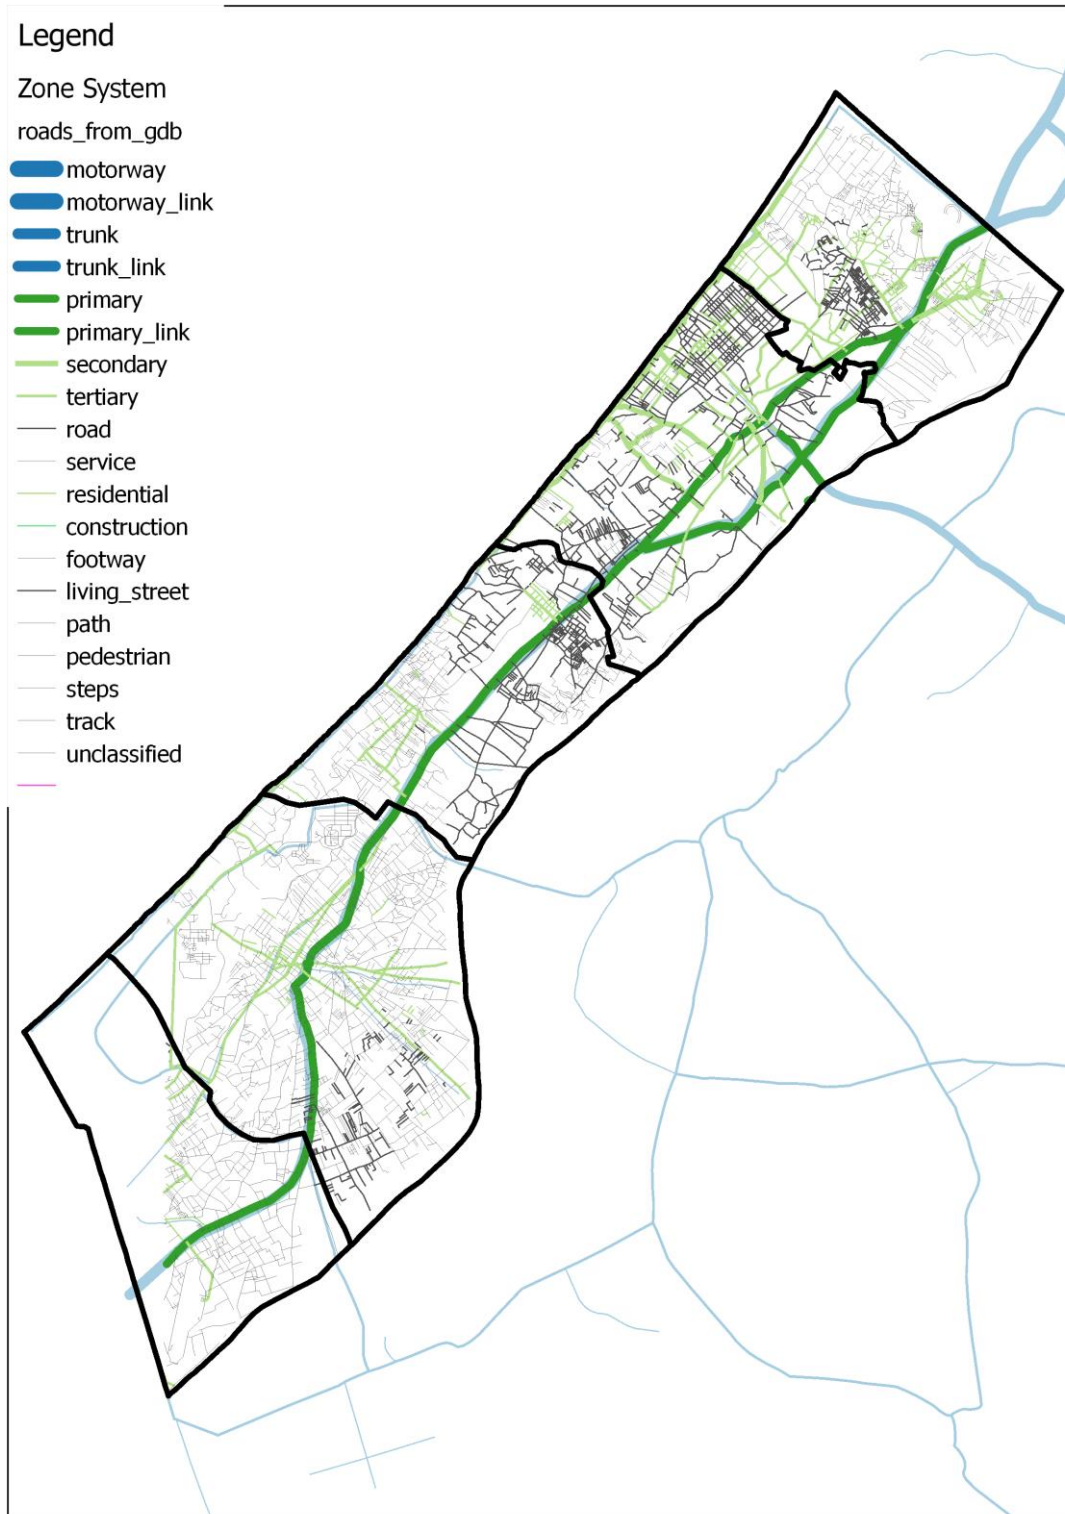 Legend
Zone System
roads_from_gdb
motorway
motorway_link
trunk
trunk_link
primary
primary_link
secondary
tertiary
road
service
residential
construction
footway
living_street
path
pedestrian
steps
track
unclassified